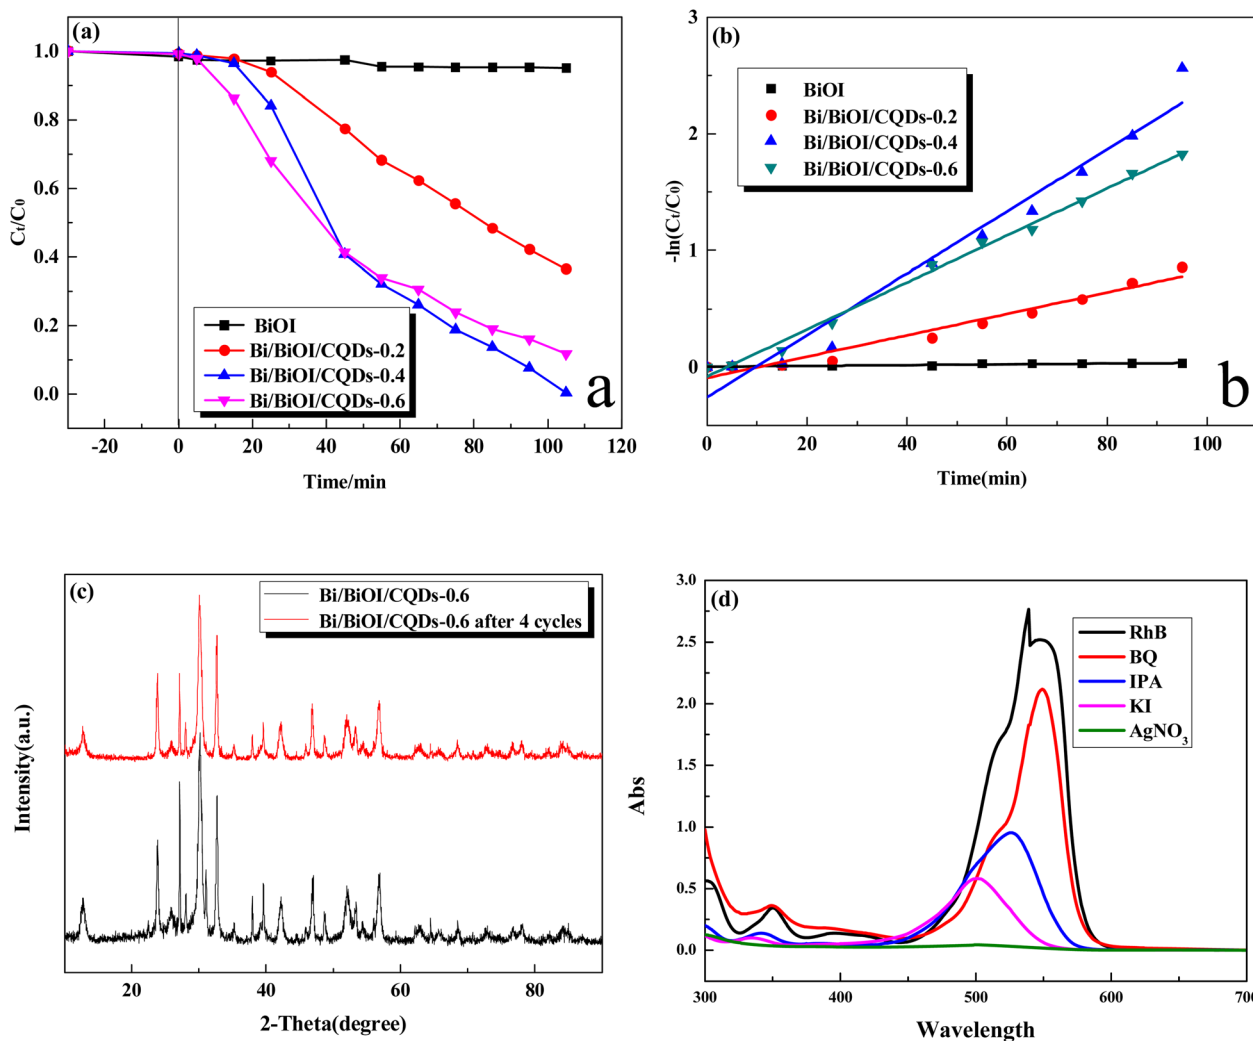 (a)
1.0
0.8
0.6
0.4
0.2
0.0
Cₜ/C₀
BiOI
Bi/BiOI/CQDs-0.2
Bi/BiOI/CQDs-0.4
Bi/BiOI/CQDs-0.6
a
-20 0 20 40 60 80 100 120
Time/min
(b)
-3
-2
-1
0
-ln(Cₜ/C₀)
BiOI
Bi/BiOI/CQDs-0.2
Bi/BiOI/CQDs-0.4
Bi/BiOI/CQDs-0.6
b
0 20 40 60 80 100
Time(min)
(c)
Bi/BiOI/CQDs-0.6
Bi/BiOI/CQDs-0.6 after 4 cycles
Intensity(a.u.)
20 40 60 80
2-Theta(degree)
(d)
3.0
2.5
2.0
1.5
1.0
0.5
0.0
Abs
RhB
BQ
IPA
KI
AgNO₃
300 400 500 600 700
Wavelength